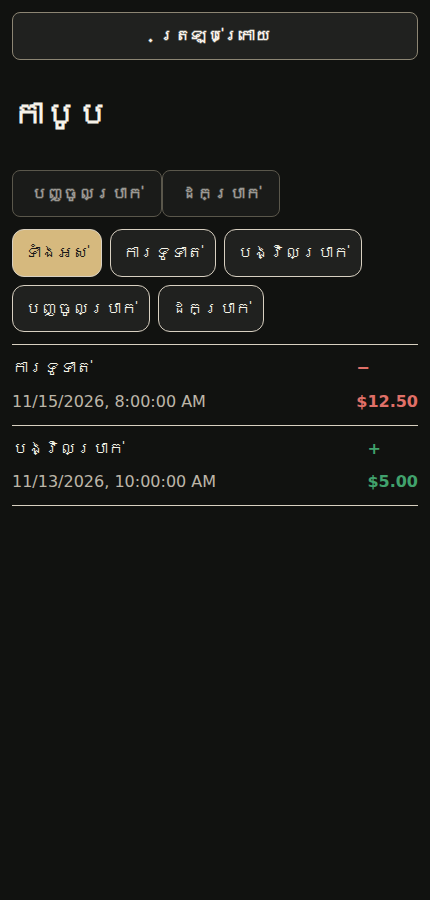 ត្រឡប់ក្រោយ
កាបូប
បញ្ចូលប្រាក់ ដកប្រាក់
ទាំងអស់ ការទូទាត់ បង្វិលប្រាក់
បញ្ចូលប្រាក់ ដកប្រាក់
ការទូទាត់ −
11/15/2026, 8:00:00 AM $12.50
បង្វិលប្រាក់ +
11/13/2026, 10:00:00 AM $5.00